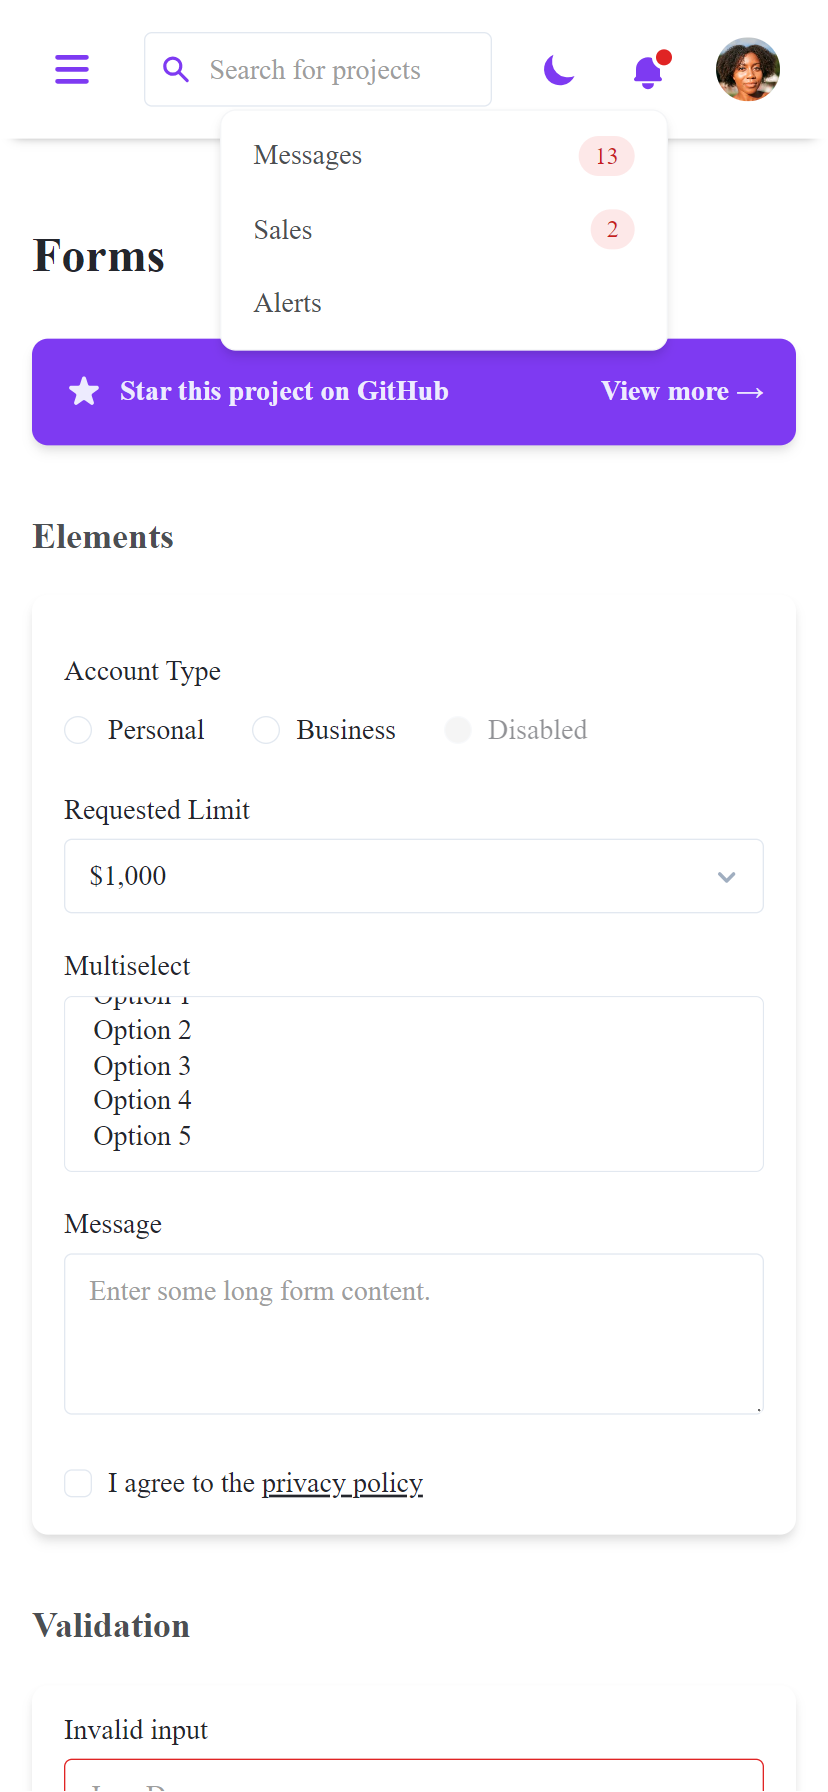 Search for projects
Messages 13
Sales 2
Alerts
Forms
Star this project on GitHub View more →
Elements
Account Type
Personal Business Disabled
Requested Limit
$1,000
Multiselect
Option 1
Option 2
Option 3
Option 4
Option 5
Message
Enter some long form content.
I agree to the privacy policy
Validation
Invalid input